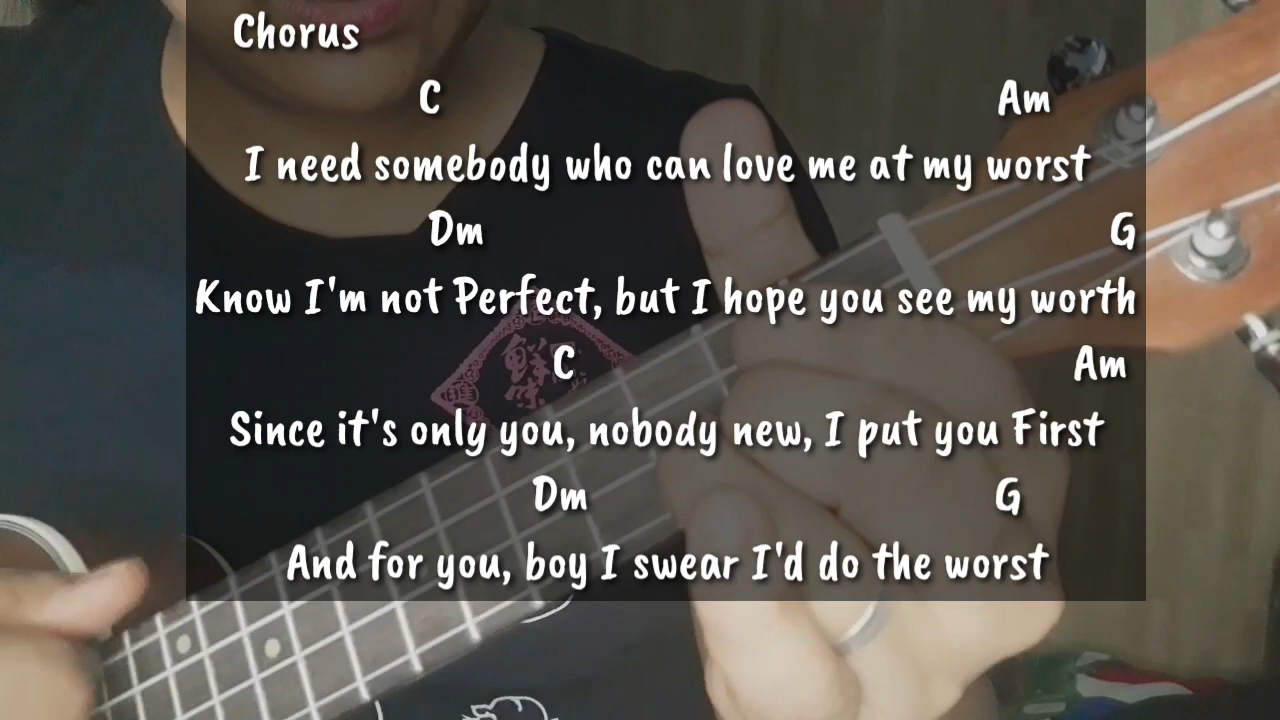 Chorus
C Am
I need somebody who can love me at my worst
Dm G
Know I'm not Perfect, but I hope you see my worth
C Am
Since it's only you, nobody new, I put you First
Dm G
And for you, boy I swear I'd do the worst
鮮
味